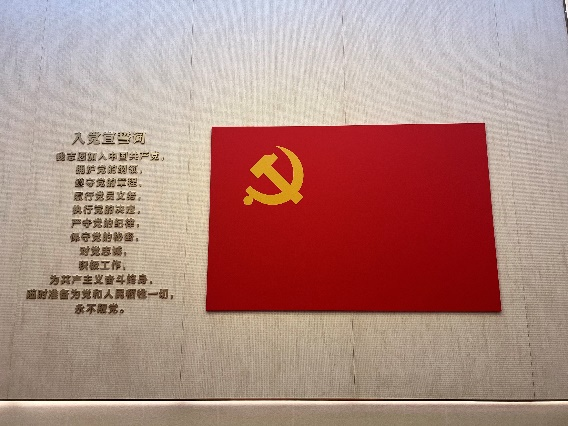 入党宣誓词
我志愿加入中国共产党，
拥护党的纲领，
遵守党的章程，
履行党员义务，
执行党的决定，
严守党的纪律，
保守党的秘密，
对党忠诚，
积极工作，
为共产主义奋斗终身，
随时准备为党和人民牺牲一切，
永不叛党。